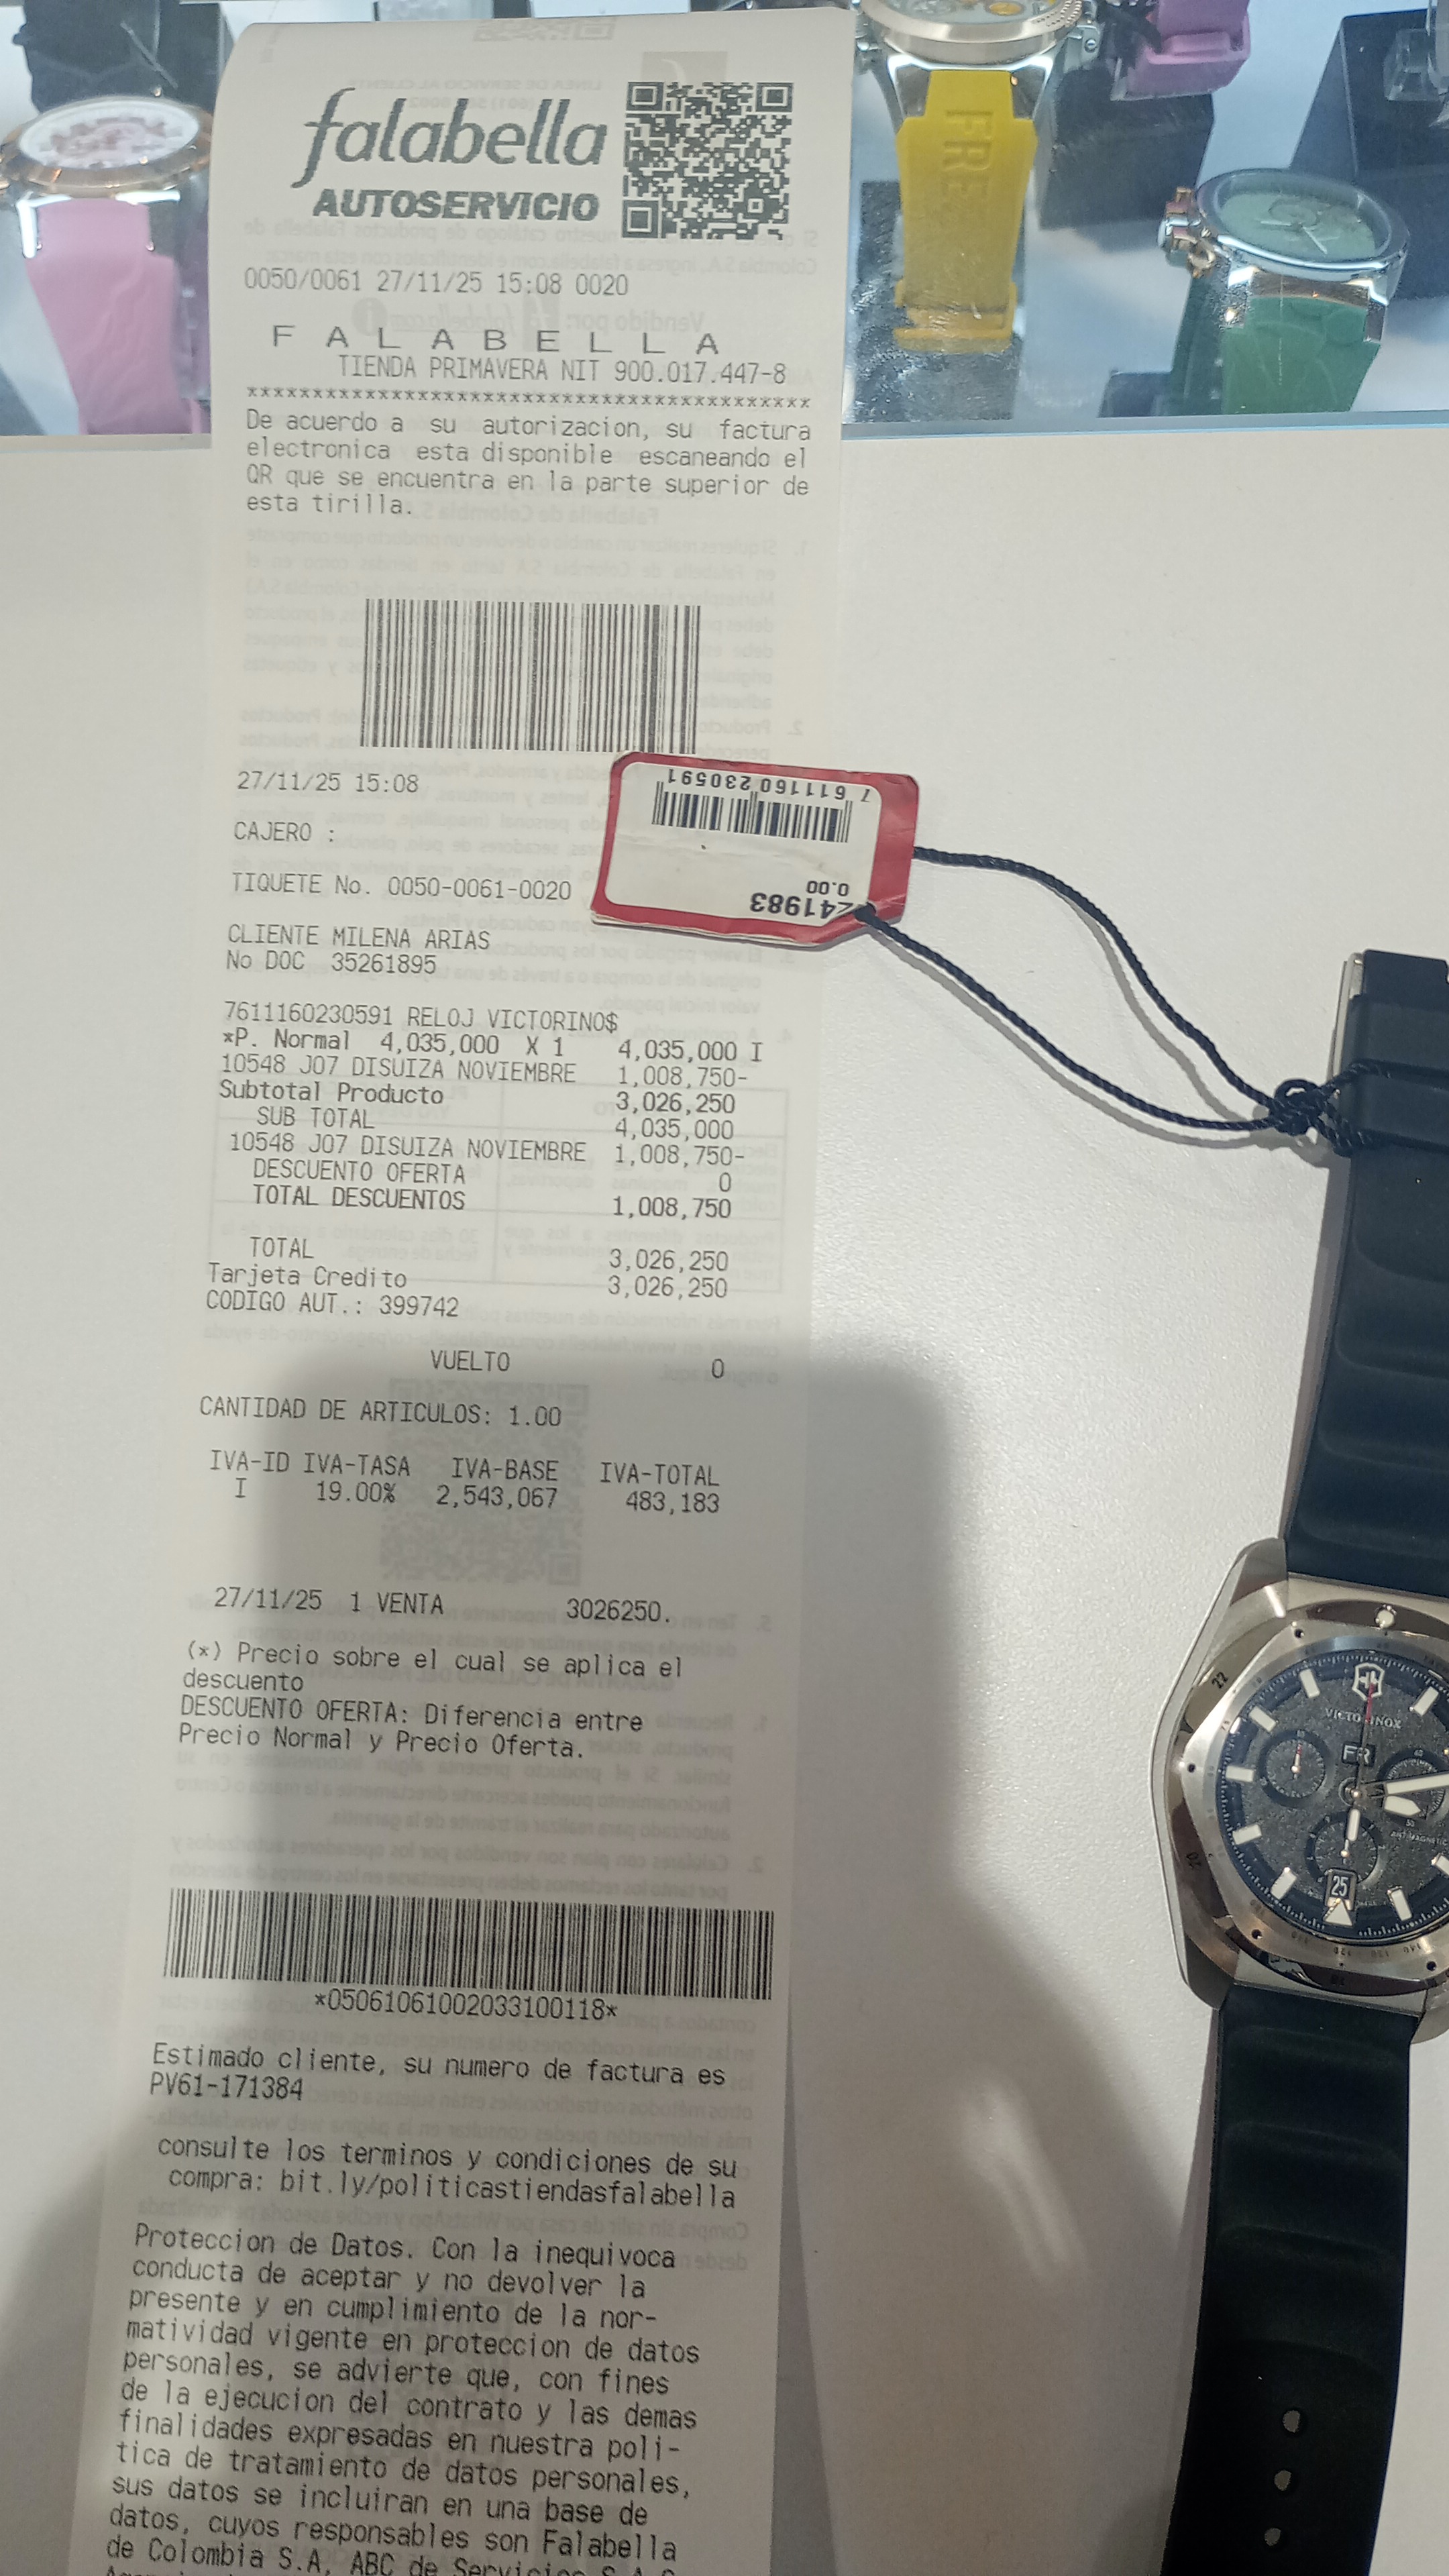 falabella
AUTOSERVICIO
0050/0061 27/11/25 15:08 0020
F A L A B E L L A
TIENDA PRIMAVERA NIT 900.017.447-8
*******************************************
De acuerdo a su autorizacion, su factura
electronica esta disponible escaneando el
QR que se encuentra en la parte superior de
esta tirilla.
27/11/25 15:08
CAJERO :
TIQUETE No. 0050-0061-0020
CLIENTE MILENA ARIAS
No DOC 35261895
7611160230591 RELOJ VICTORINO$
*P. Normal 4,035,000 X 1 4,035,000 I
10548 J07 DISUIZA NOVIEMBRE 1,008,750-
Subtotal Producto 3,026,250
SUB TOTAL 4,035,000
10548 J07 DISUIZA NOVIEMBRE 1,008,750-
DESCUENTO OFERTA 0
TOTAL DESCUENTOS 1,008,750
TOTAL 3,026,250
Tarjeta Credito 3,026,250
CODIGO AUT.: 399742
VUELTO 0
CANTIDAD DE ARTICULOS: 1.00
IVA-ID IVA-TASA IVA-BASE IVA-TOTAL
I 19.00% 2,543,067 483,183
27/11/25 1 VENTA 3026250.
(*) Precio sobre el cual se aplica el
descuento
DESCUENTO OFERTA: Diferencia entre
Precio Normal y Precio Oferta.
*05061061002033100118*
Estimado cliente, su numero de factura es
PV61-171384
consulte los terminos y condiciones de su
compra: bit.ly/politicastiendasfalabella
Proteccion de Datos. Con la inequivoca
conducta de aceptar y no devolver la
presente y en cumplimiento de la nor-
matividad vigente en proteccion de datos
personales, se advierte que, con fines
de la ejecucion del contrato y las demas
finalidades expresadas en nuestra poli-
tica de tratamiento de datos personales,
sus datos se incluiran en una base de
datos, cuyos responsables son Falabella
de Colombia S.A, ABC de Servicios S.A.S
7 611160 230591
0.00
241983
FRE
VICTORINOX
FR
25
22
20